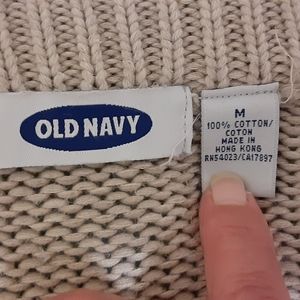 OLD NAVY
M
100% COTTON/
COTON
MADE IN
HONG KONG
RN54023/CA17897